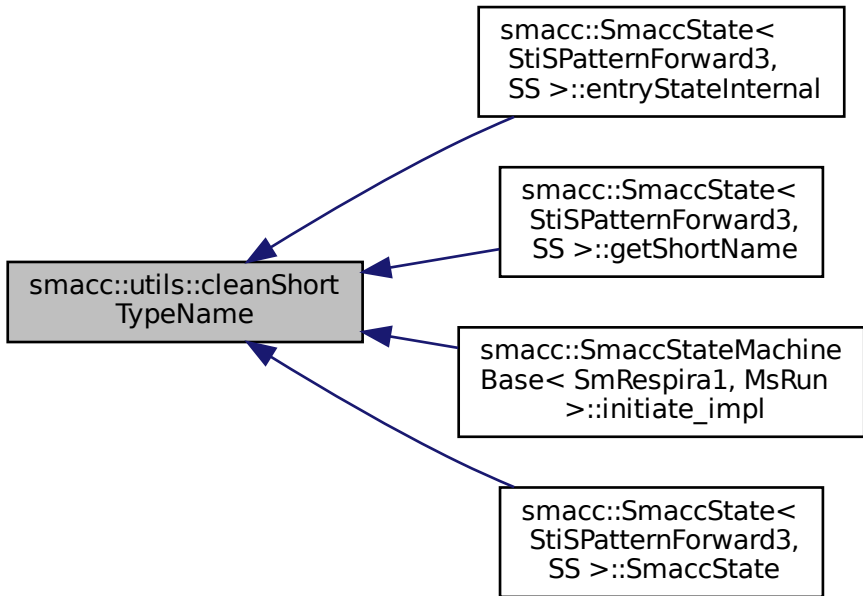 smacc::utils::cleanShort
TypeName
smacc::SmaccState<
StiSPatternForward3,
SS >::entryStateInternal
smacc::SmaccState<
StiSPatternForward3,
SS >::getShortName
smacc::SmaccStateMachine
Base< SmRespira1, MsRun
>::initiate_impl
smacc::SmaccState<
StiSPatternForward3,
SS >::SmaccState